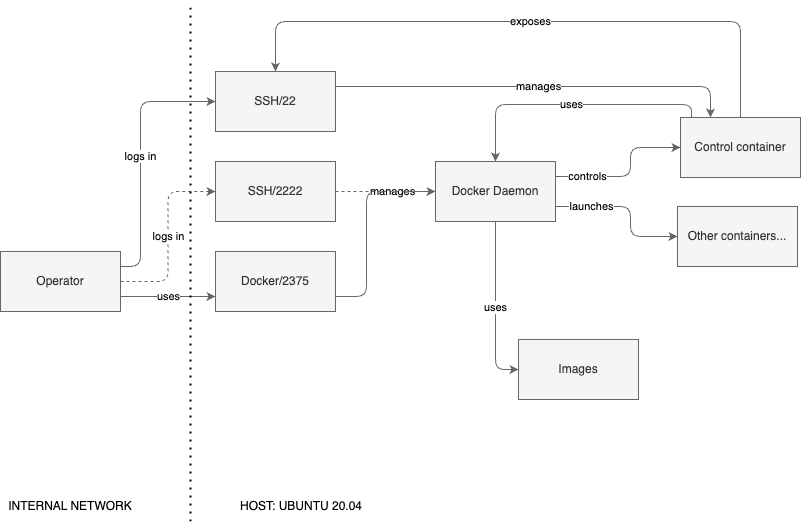 exposes
SSH/22
manages
uses
Control container
logs in
controls
SSH/2222
manages
Docker Daemon
launches
logs in
Other containers...
Operator
Docker/2375
uses
uses
Images
INTERNAL NETWORK
HOST: UBUNTU 20.04